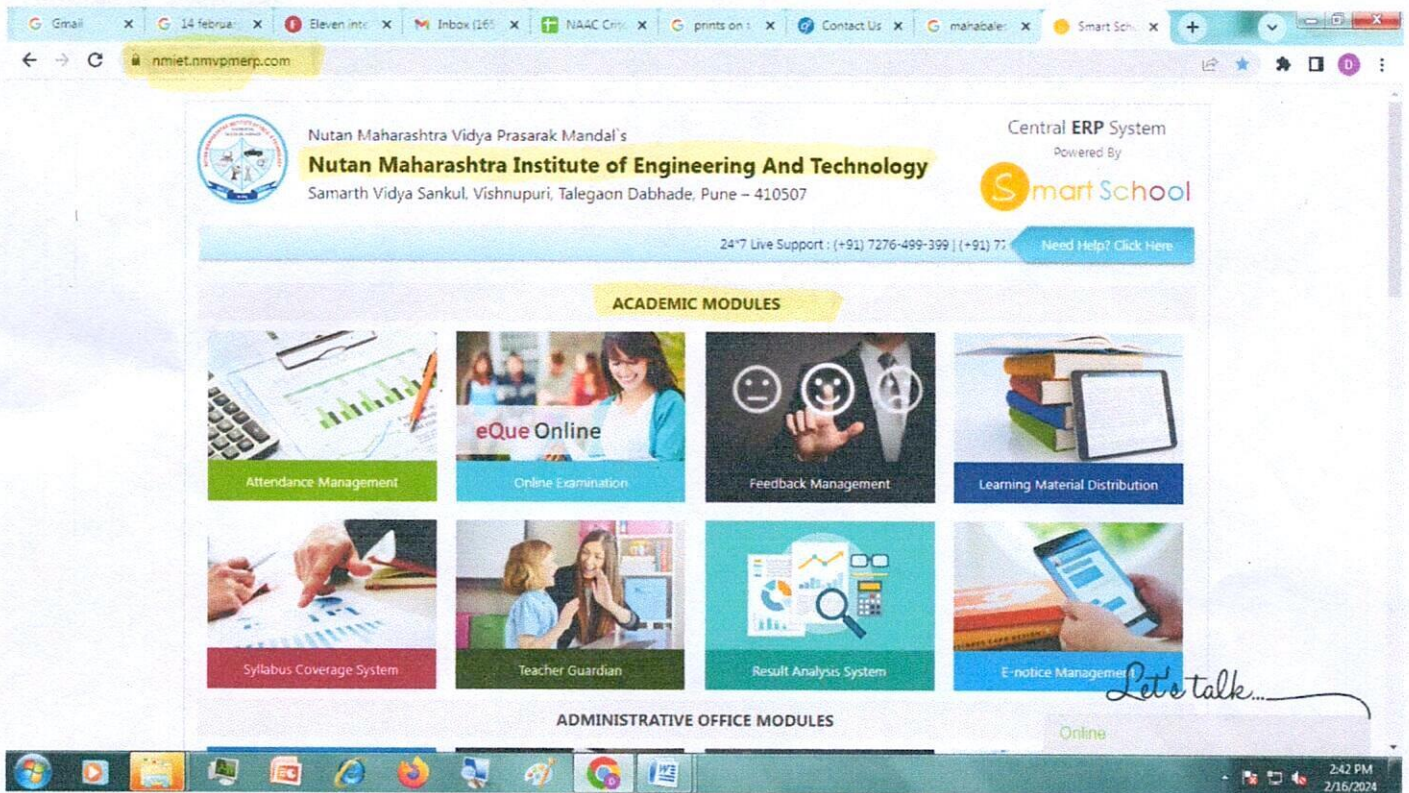 Gmail
14 februar
Eleven inte
Inbox (165
NAAC Crit
prints on t
Contact Us
mahabale
Smart Sch
nmiet.nmvpmerp.com
D
Nutan Maharashtra Vidya Prasarak Mandal`s
Nutan Maharashtra Institute of Engineering And Technology
Samarth Vidya Sankul, Vishnupuri, Talegaon Dabhade, Pune – 410507
Central ERP System
Powered By
Smart School
24*7 Live Support : (+91) 7276-499-399 | (+91) 77
Need Help? Click Here
ACADEMIC MODULES
eQue Online
Attendance Management
Online Examination
Feedback Management
Learning Material Distribution
Syllabus Coverage System
Teacher Guardian
Result Analysis System
E-notice Management
Let's talk...
ADMINISTRATIVE OFFICE MODULES
Online
2:42 PM
2/16/2024